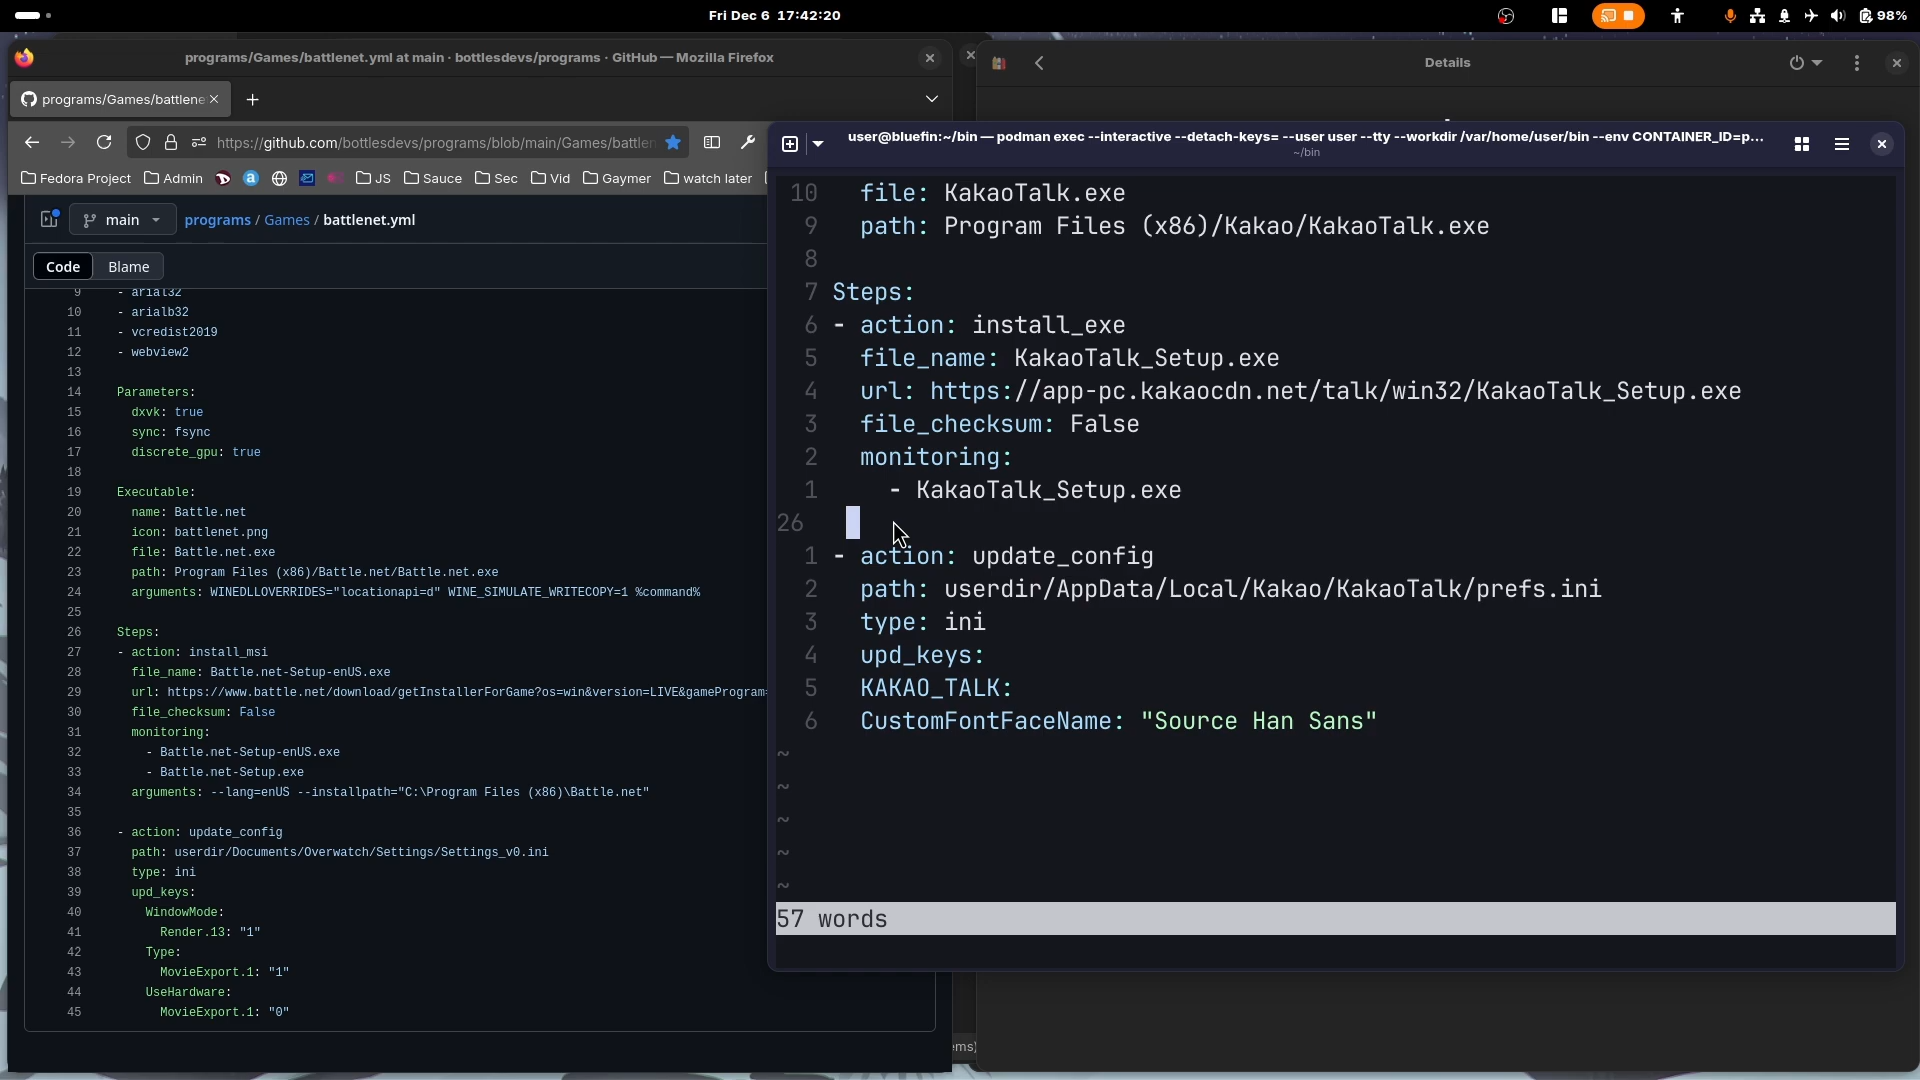 Fri Dec 6  17:42:20
98%
programs/Games/battlenet.yml at main · bottlesdevs/programs · GitHub — Mozilla Firefox
programs/Games/battlene
https://github.com/bottlesdevs/programs/blob/main/Games/battlen
Fedora Project
Admin
JS
Sauce
Sec
Vid
Gaymer
watch later
main
programs / Games / battlenet.yml
Code
Blame
9 - arial32
10 - arialb32
11 - vcredist2019
12 - webview2
13
14 Parameters:
15 dxvk: true
16 sync: fsync
17 discrete_gpu: true
18
19 Executable:
20 name: Battle.net
21 icon: battlenet.png
22 file: Battle.net.exe
23 path: Program Files (x86)/Battle.net/Battle.net.exe
24 arguments: WINEDLLOVERRIDES="locationapi=d" WINE_SIMULATE_WRITECOPY=1 %command%
25
26 Steps:
27 - action: install_msi
28 file_name: Battle.net-Setup-enUS.exe
29 url: https://www.battle.net/download/getInstallerForGame?os=win&version=LIVE&gameProgram=
30 file_checksum: False
31 monitoring:
32 - Battle.net-Setup-enUS.exe
33 - Battle.net-Setup.exe
34 arguments: --lang=enUS --installpath="C:\Program Files (x86)\Battle.net"
35
36 - action: update_config
37 path: userdir/Documents/Overwatch/Settings/Settings_v0.ini
38 type: ini
39 upd_keys:
40 WindowMode:
41 Render.13: "1"
42 Type:
43 MovieExport.1: "1"
44 UseHardware:
45 MovieExport.1: "0"
Details
ems)
user@bluefin:~/bin — podman exec --interactive --detach-keys= --user user --tty --workdir /var/home/user/bin --env CONTAINER_ID=p…
~/bin
10 file: KakaoTalk.exe
9 path: Program Files (x86)/Kakao/KakaoTalk.exe
8
7 Steps:
6 - action: install_exe
5 file_name: KakaoTalk_Setup.exe
4 url: https://app-pc.kakaocdn.net/talk/win32/KakaoTalk_Setup.exe
3 file_checksum: False
2 monitoring:
1 - KakaoTalk_Setup.exe
26
1 - action: update_config
2 path: userdir/AppData/Local/Kakao/KakaoTalk/prefs.ini
3 type: ini
4 upd_keys:
5 KAKAO_TALK:
6 CustomFontFaceName: "Source Han Sans"
~
~
~
~
~
57 words